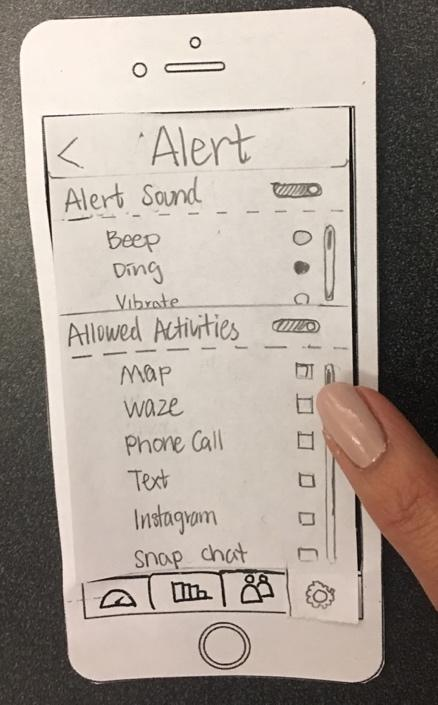 < Alert
Alert Sound
Beep
Ding
Vibrate
Allowed Activities
Map
Waze
Phone Call
Text
Instagram
Snap chat